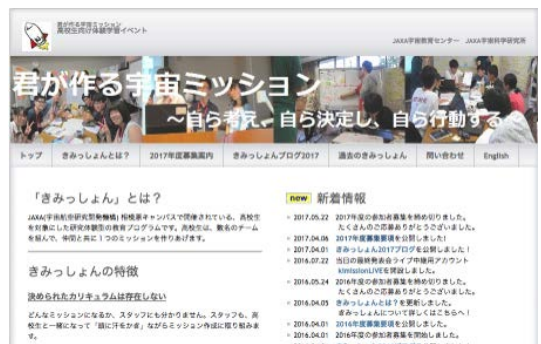 君が作る宇宙ミッション
高校生向け体験学習イベント
JAXA宇宙教育センター JAXA宇宙科学研究所
君が作る宇宙ミッション
〜自ら考え、自ら決定し、自ら行動する〜
トップ きみっしょんとは? 2017年度募集案内 きみっしょんブログ2017 過去のきみっしょん 問い合わせ English
「きみっしょん」とは?
JAXA(宇宙航空研究開発機構) 相模原キャンパスで開催されている、高校生
を対象にした研究体験型の教育プログラムです。高校生は、数名のチーム
を組んで、仲間と共に1つのミッションを作りあげます。
きみっしょんの特徴
決められたカリキュラムは存在しない
どんなミッションになるか、スタッフにも分かりません。スタッフも、高
校生と一緒になって「頭に汗をかき」ながらミッション作成に取り組みま
す。
new 新着情報
2017.05.22 2017年度の参加者募集を締め切りました。
たくさんのご応募ありがとうございました。
2017.04.06 2017年度募集要項を公開しました!
2017.04.01 きみっしょん2017ブログを公開しました!
2016.07.22 当日の最終発表会ライブ中継用アカウント
kimissionLIVEを開設しました。
2016.05.24 2016年度の参加者募集を締め切りました。
たくさんのご応募ありがとうございました。
2016.04.05 きみっしょんとは?を更新しました。
きみっしょんについて詳しくはこちらへ!
2016.04.01 2016年度募集要項を公開しました。
2016.04.01 2016年度の参加者募集を開始しました。